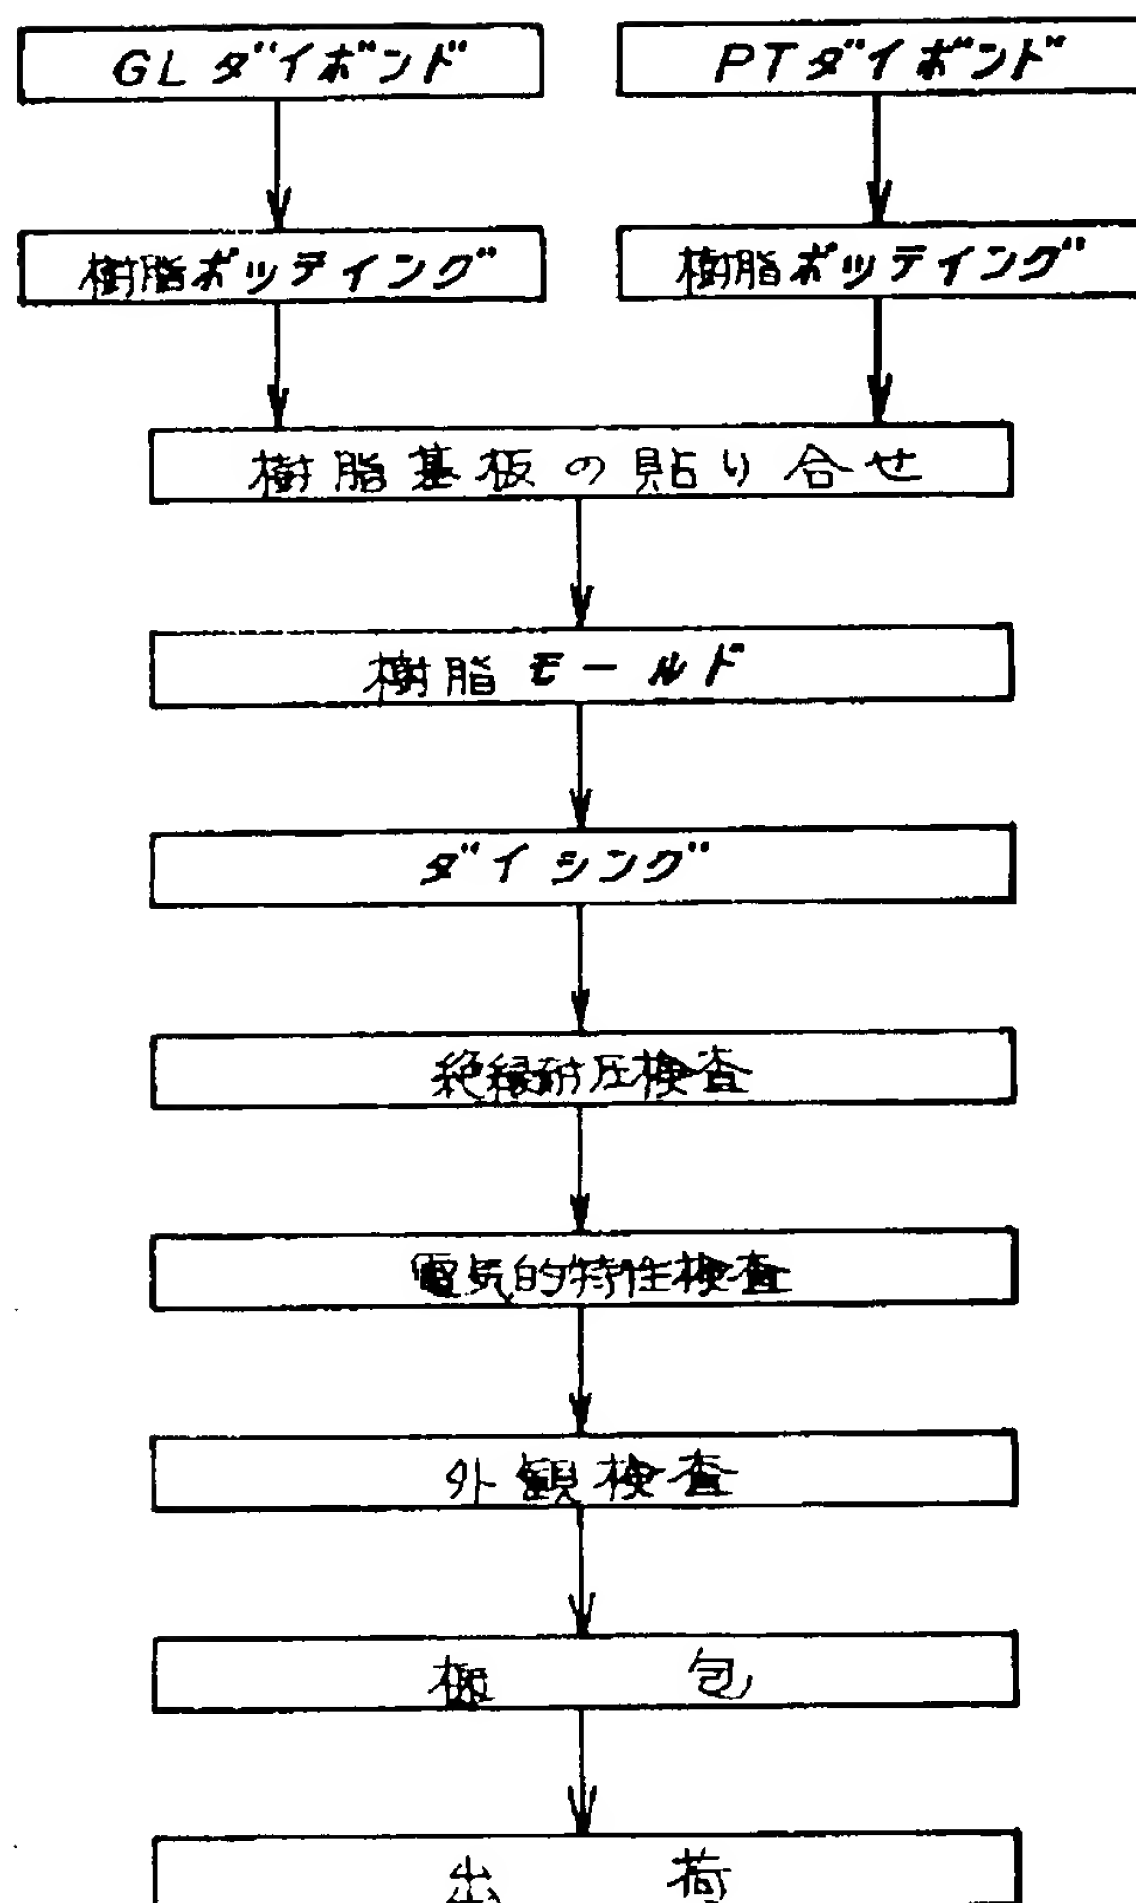 GLダイボンド
PTダイボンド
樹脂ポッティング
樹脂ポッティング
樹脂基板の貼り合せ
樹脂モールド
ダイシング
絶縁耐圧検査
電気的特性検査
外観検査
梱包
出荷